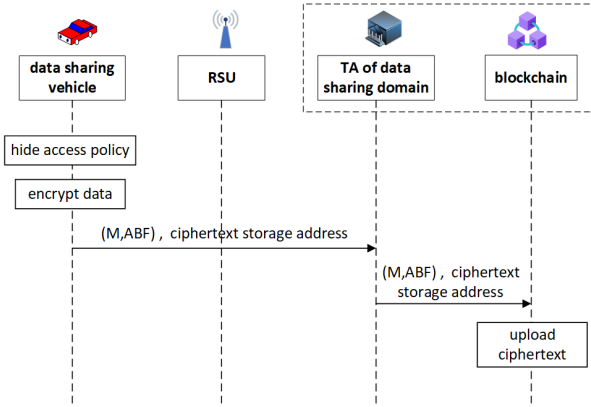 data sharing
vehicle
RSU
TA of data
sharing domain
blockchain
hide access policy
encrypt data
(M,ABF) , ciphertext storage address
(M,ABF) , ciphertext
storage address
upload
ciphertext